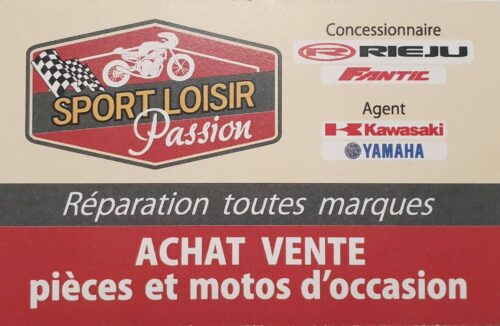 SPORT LOISIR
Passion
Concessionnaire
RIEJU
FANTIC
Agent
Kawasaki
YAMAHA
Réparation toutes marques
ACHAT VENTE
pièces et motos d'occasion